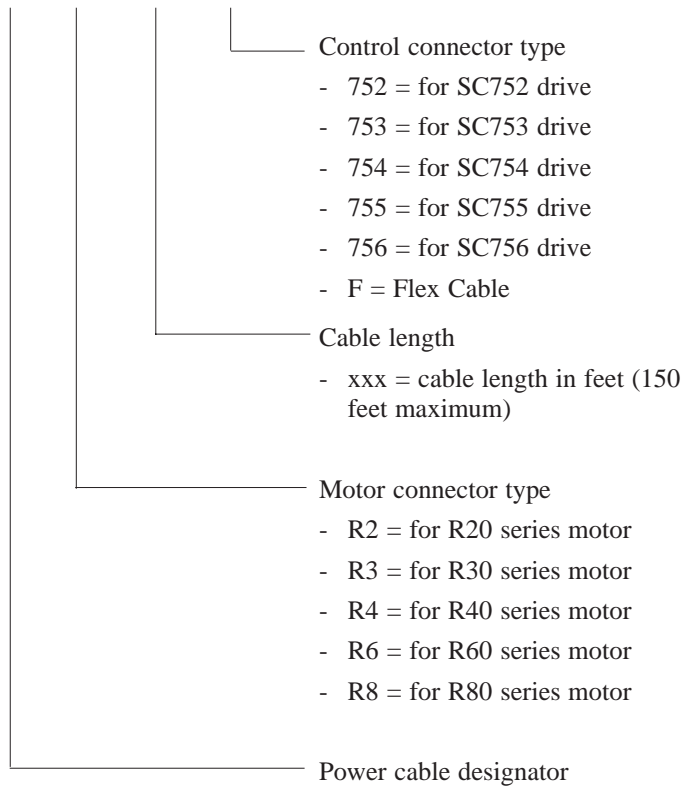 Control connector type
- 752 = for SC752 drive
- 753 = for SC753 drive
- 754 = for SC754 drive
- 755 = for SC755 drive
- 756 = for SC756 drive
- F = Flex Cable
Cable length
- xxx = cable length in feet (150
feet maximum)
Motor connector type
- R2 = for R20 series motor
- R3 = for R30 series motor
- R4 = for R40 series motor
- R6 = for R60 series motor
- R8 = for R80 series motor
Power cable designator